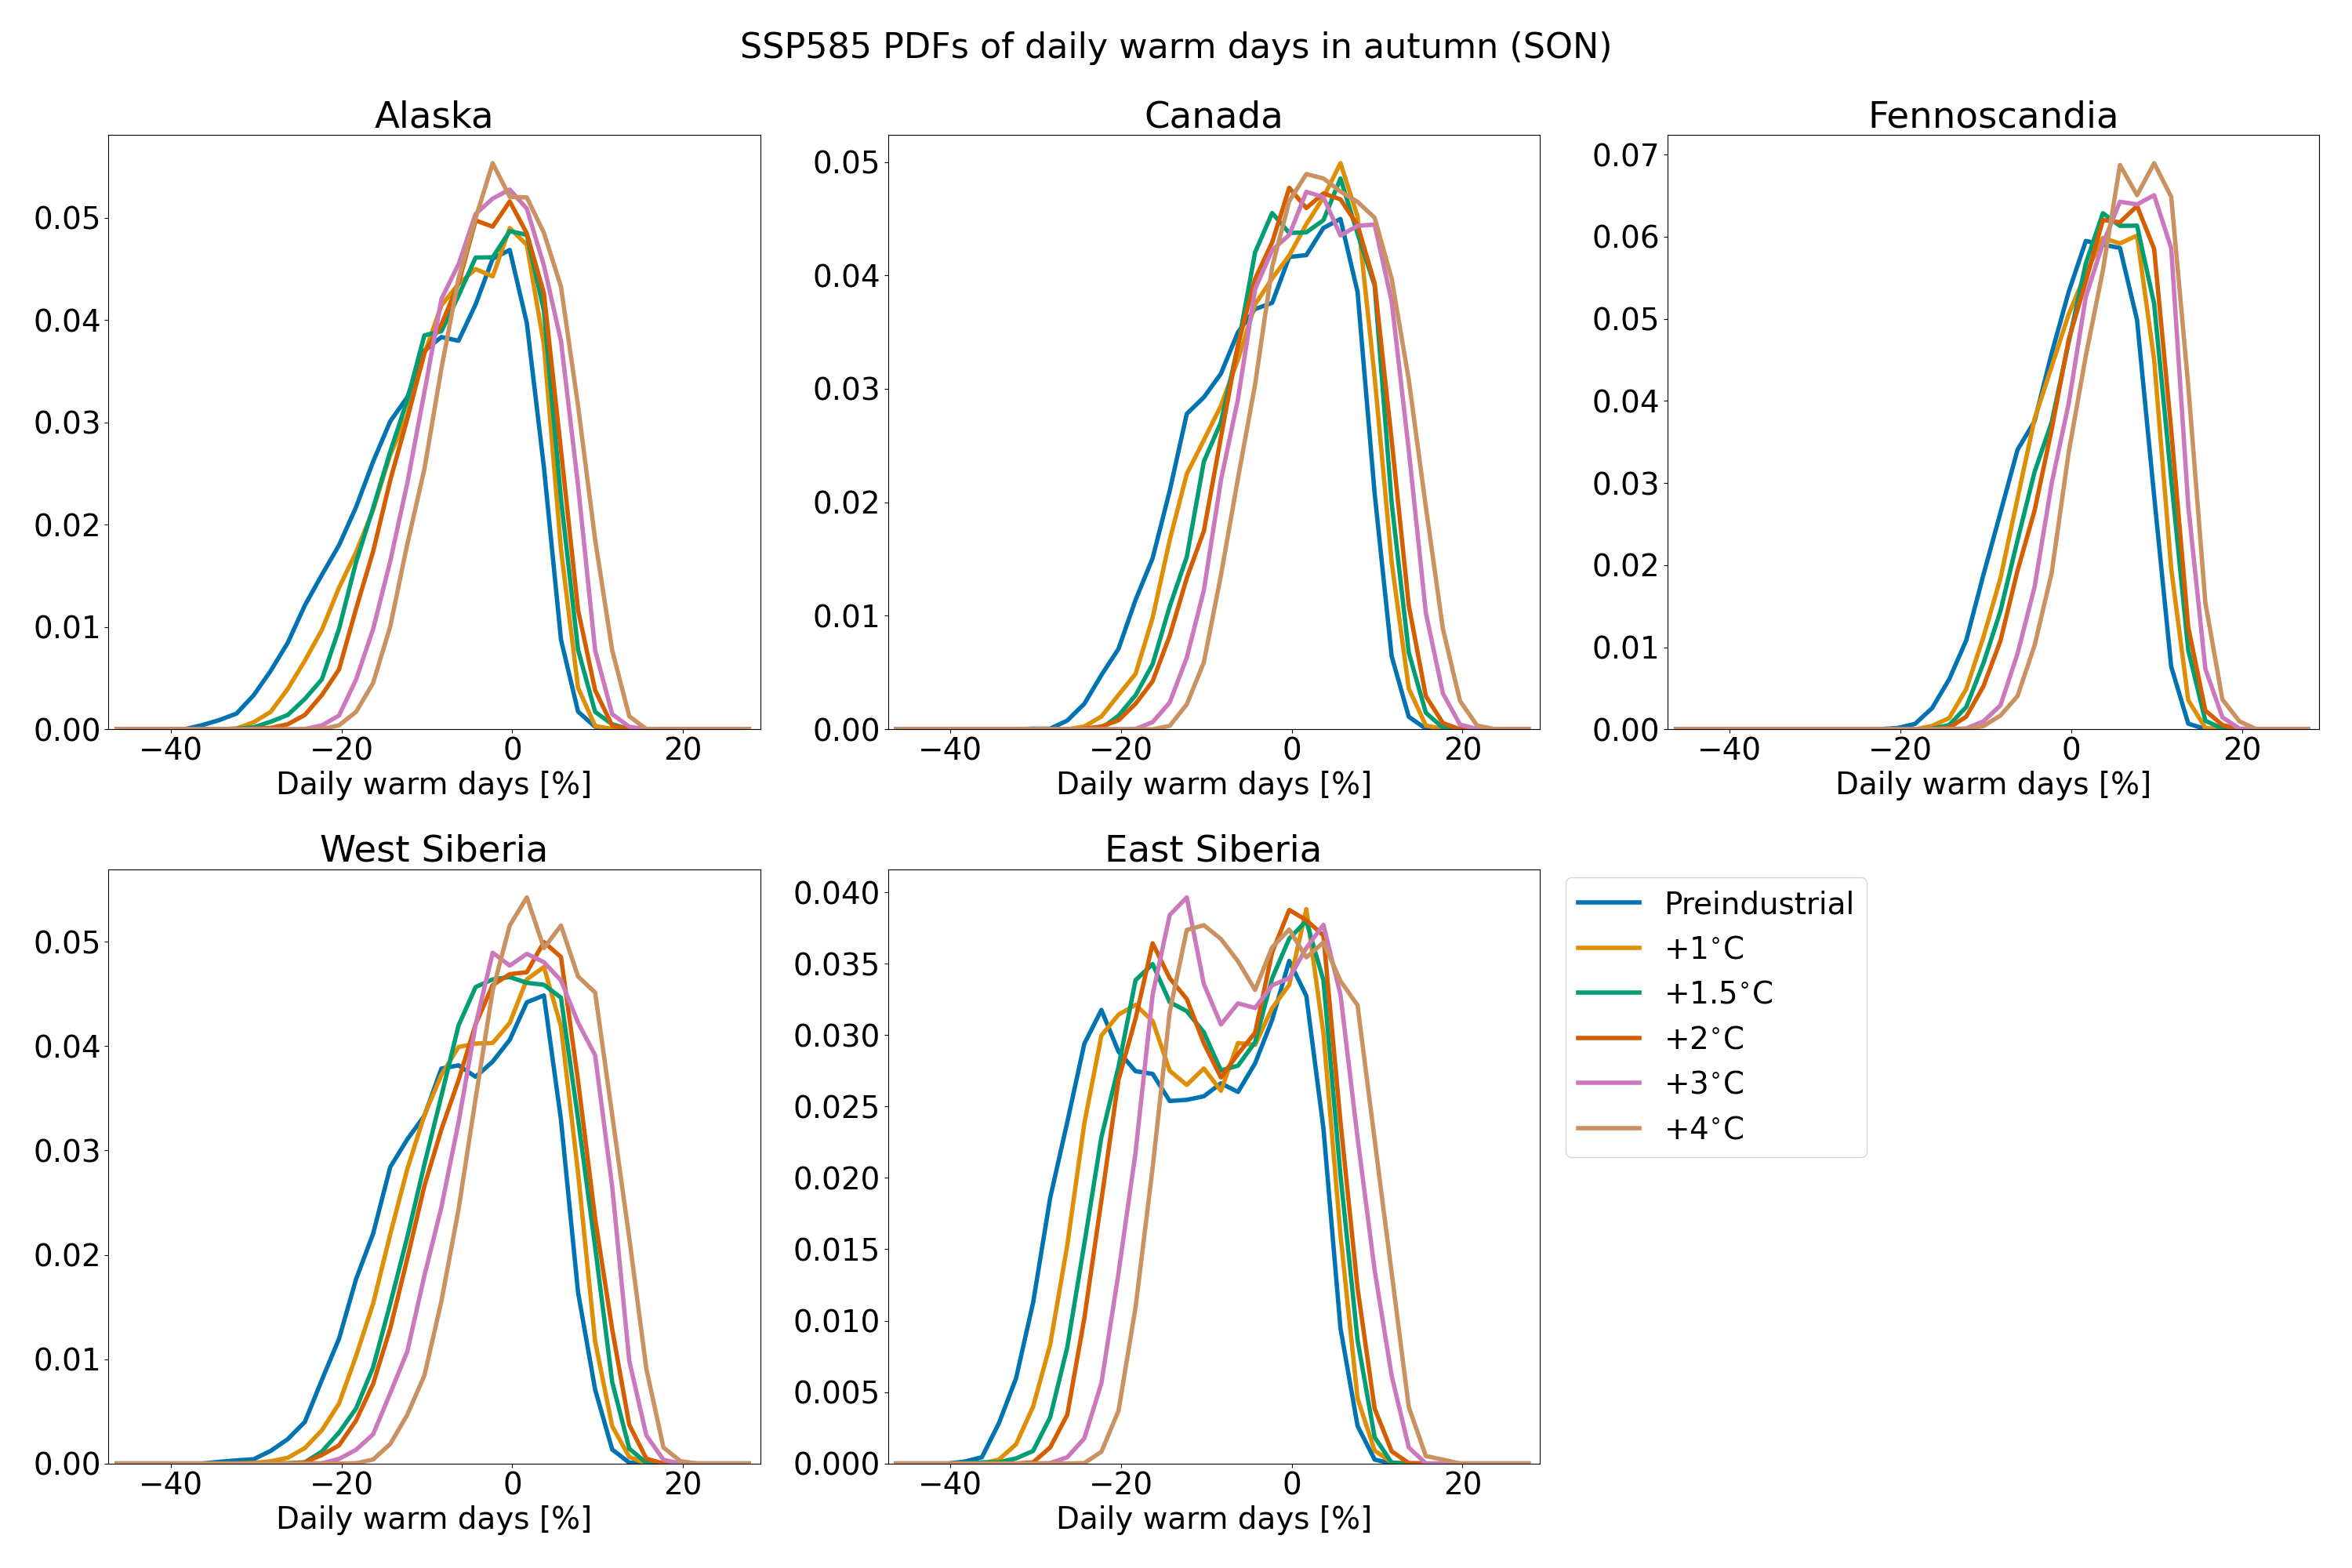 SSP585 PDFs of daily warm days in autumn (SON)
Alaska
0.05
0.04
0.03
0.02
0.01
0.00
−40 −20 0 20
Daily warm days [%]
Canada
0.05
0.04
0.03
0.02
0.01
0.00
−40 −20 0 20
Daily warm days [%]
Fennoscandia
0.07
0.06
0.05
0.04
0.03
0.02
0.01
0.00
−40 −20 0 20
Daily warm days [%]
West Siberia
0.05
0.04
0.03
0.02
0.01
0.00
−40 −20 0 20
Daily warm days [%]
East Siberia
0.040
0.035
0.030
0.025
0.020
0.015
0.010
0.005
0.000
−40 −20 0 20
Daily warm days [%]
Preindustrial
+1°C
+1.5°C
+2°C
+3°C
+4°C